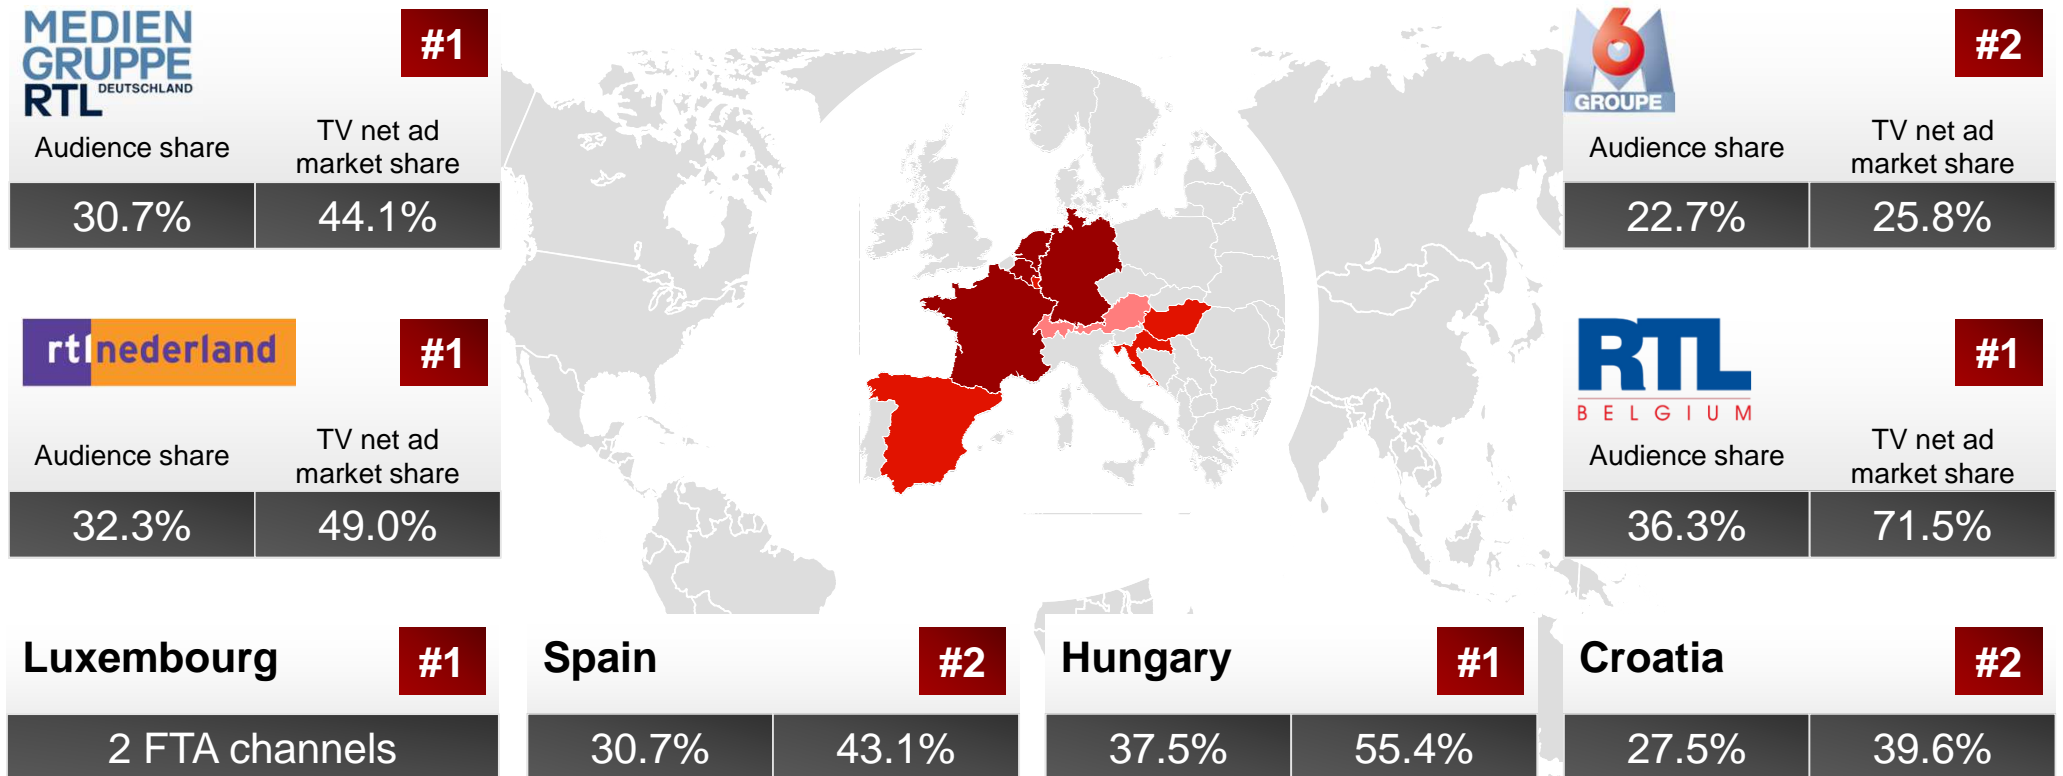 MEDIEN
GRUPPE
RTL DEUTSCHLAND
#1
Audience share
TV net ad
market share
30.7%
44.1%
6
M
GROUPE
#2
Audience share
TV net ad
market share
22.7%
25.8%
rtl nederland
#1
Audience share
TV net ad
market share
32.3%
49.0%
RTL
BELGIUM
#1
Audience share
TV net ad
market share
36.3%
71.5%
Luxembourg
#1
2 FTA channels
Spain
#2
30.7%
43.1%
Hungary
#1
37.5%
55.4%
Croatia
#2
27.5%
39.6%